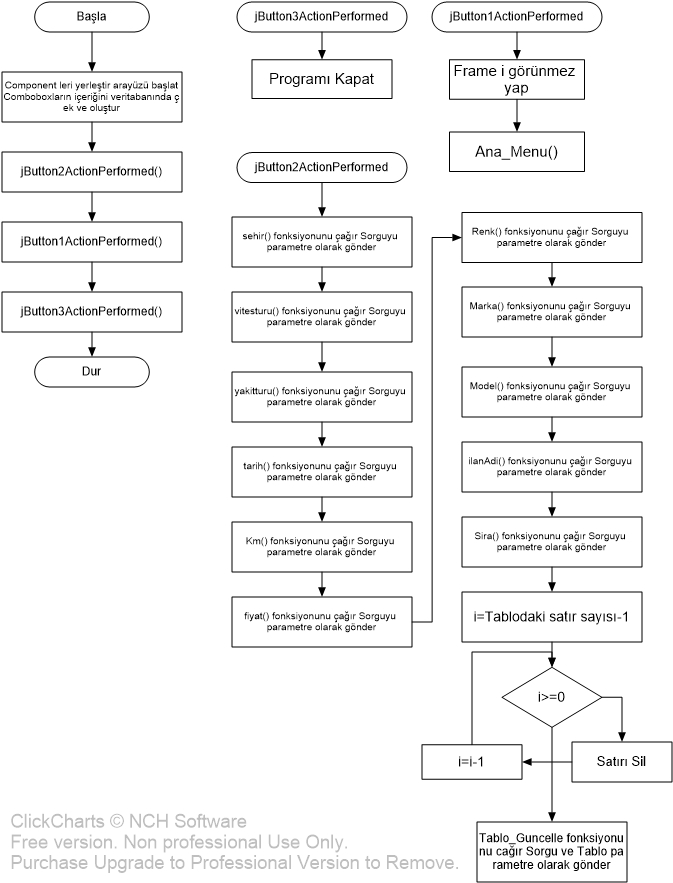 Başla
Component leri yerleştir arayüzü başlat
Comboboxların içeriğini veritabanında ç
ek ve oluştur
jButton2ActionPerformed()
jButton1ActionPerformed()
jButton3ActionPerformed()
Dur
jButton3ActionPerformed
Programı Kapat
jButton1ActionPerformed
Frame i görünmez
yap
Ana_Menu()
jButton2ActionPerformed
sehir() fonksiyonunu çağır Sorguyu
parametre olarak gönder
vitesturu() fonksiyonunu çağır Sorguyu
parametre olarak gönder
yakitturu() fonksiyonunu çağır Sorguyu
parametre olarak gönder
tarih() fonksiyonunu çağır Sorguyu
parametre olarak gönder
Km() fonksiyonunu çağır Sorguyu
parametre olarak gönder
fiyat() fonksiyonunu çağır Sorguyu
parametre olarak gönder
Renk() fonksiyonunu çağır Sorguyu
parametre olarak gönder
Marka() fonksiyonunu çağır Sorguyu
parametre olarak gönder
Model() fonksiyonunu çağır Sorguyu
parametre olarak gönder
ilanAdi() fonksiyonunu çağır Sorguyu
parametre olarak gönder
Sira() fonksiyonunu çağır Sorguyu
parametre olarak gönder
i=Tablodaki satır sayısı-1
i>=0
i=i-1
Satırı Sil
Tablo_Guncelle fonksiyonu
nu cağır Sorgu ve Tablo pa
rametre olarak gönder
ClickCharts © NCH Software
Free version. Non professional Use Only.
Purchase Upgrade to Professional Version to Remove.